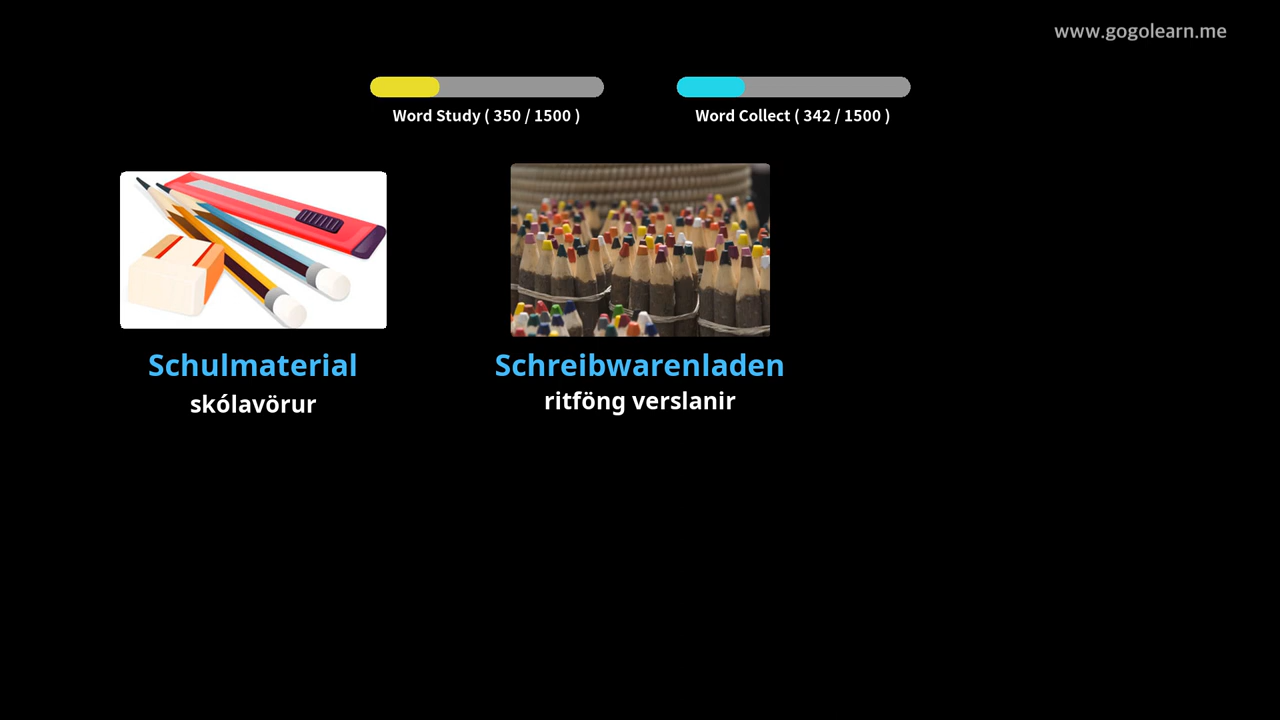 www.gogolearn.me
Word Study ( 350 / 1500 )
Word Collect ( 342 / 1500 )
Schulmaterial
skólavörur
Schreibwarenladen
ritföng verslanir